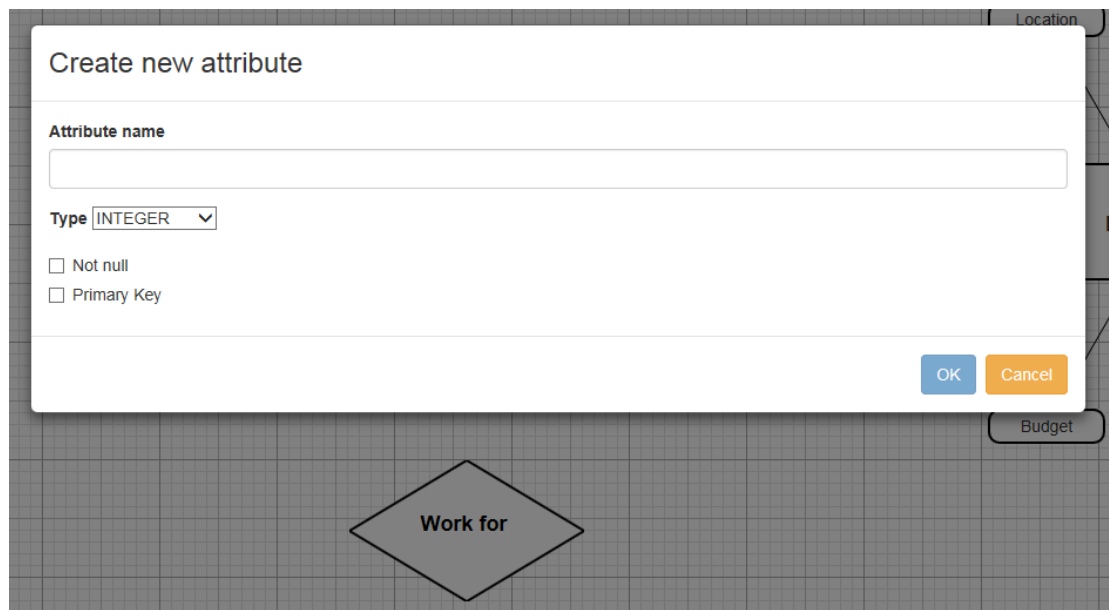 Location
Create new attribute
Attribute name
Type INTEGER
Not null
Primary Key
OK Cancel
Budget
Work for